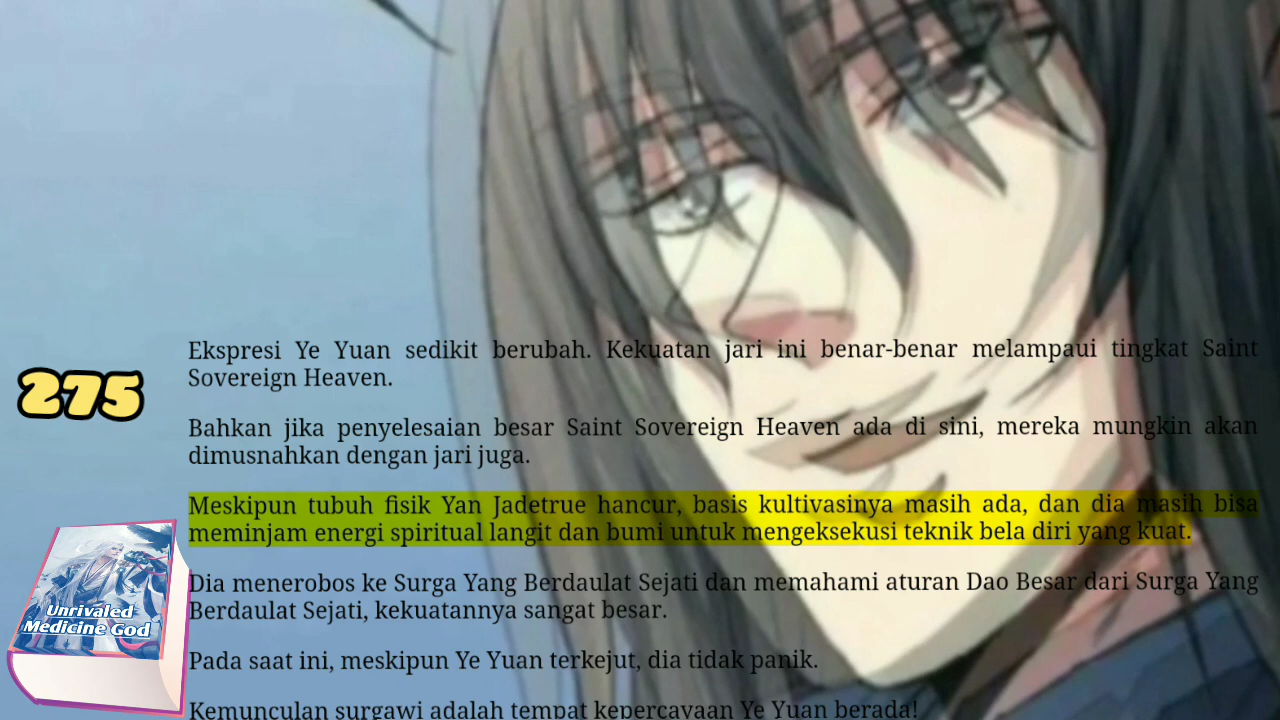 Ekspresi Ye Yuan sedikit berubah. Kekuatan jari ini benar-benar melampaui tingkat Saint
Sovereign Heaven.
275
Bahkan jika penyelesaian besar Saint Sovereign Heaven ada di sini, mereka mungkin akan
dimusnahkan dengan jari juga.
Meskipun tubuh fisik Yan Jadetrue hancur, basis kultivasinya masih ada, dan dia masih bisa
meminjam energi spiritual langit dan bumi untuk mengeksekusi teknik bela diri yang kuat.
Dia menerobos ke Surga Yang Berdaulat Sejati dan memahami aturan Dao Besar dari Surga Yang
Berdaulat Sejati, kekuatannya sangat besar.
Unrivaled
Medicine God
Pada saat ini, meskipun Ye Yuan terkejut, dia tidak panik.
Kemunculan surgawi adalah tempat kepercayaan Ye Yuan berada!